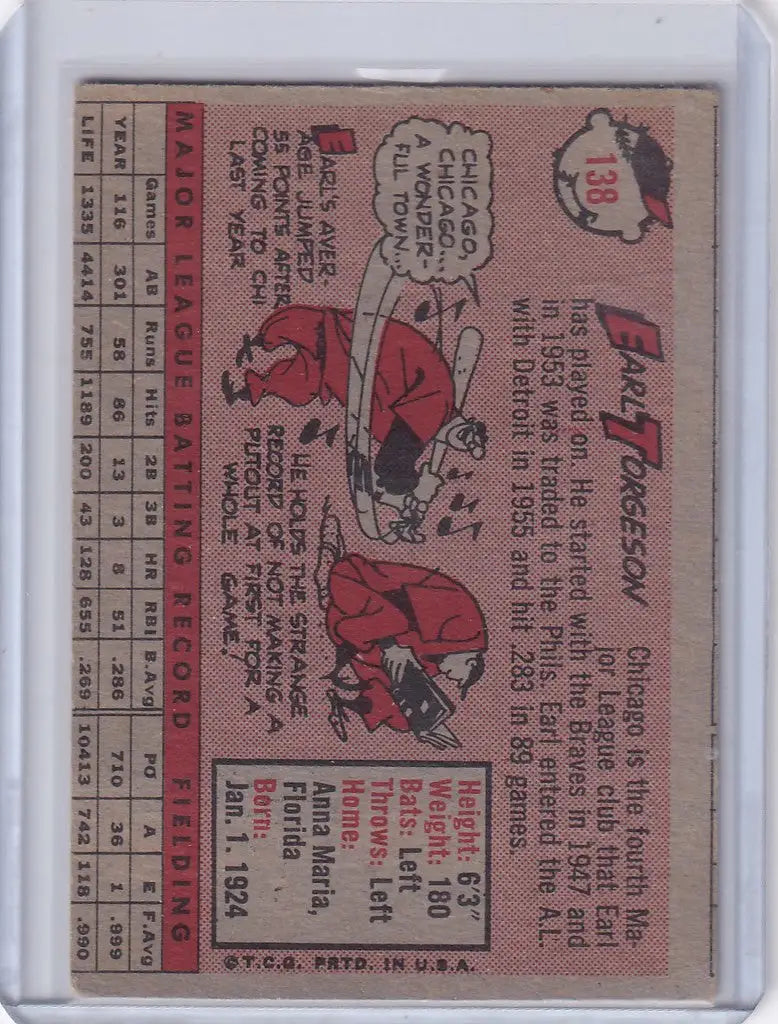 138
EARL TORGESON
Chicago is the fourth Ma-
jor League club that Earl
has played on. He started with the Braves in 1947 and
in 1953 was traded to the Phils. Earl entered the A.L.
with Detroit in 1955 and hit .283 in 89 games
CHICAGO,
CHICAGO...
A WONDER-
FUL TOWN...
EARL'S AVER-
AGE JUMPED
55 POINTS AFTER
COMING TO CHI
LAST YEAR
HE HOLDS THE STRANGE
RECORD OF NOT MAKING A
PUTOUT AT FIRST FOR A
WHOLE GAME!
Height: 6'3"
Weight: 180
Bats: Left
Throws: Left
Home:
Anna Maria,
Florida
Born:
Jan. 1. 1924
©T.C.G. PRTD. IN U.S.A.
MAJOR LEAGUE BATTING RECORD FIELDING
Games AB Runs Hits 2B 3B HR RBI B.Avg PO A E F.Avg
YEAR 116 301 58 86 13 3 8 51 .286 710 36 1 .999
LIFE 1335 4414 755 1189 200 43 128 655 .269 10413 742 118 .990